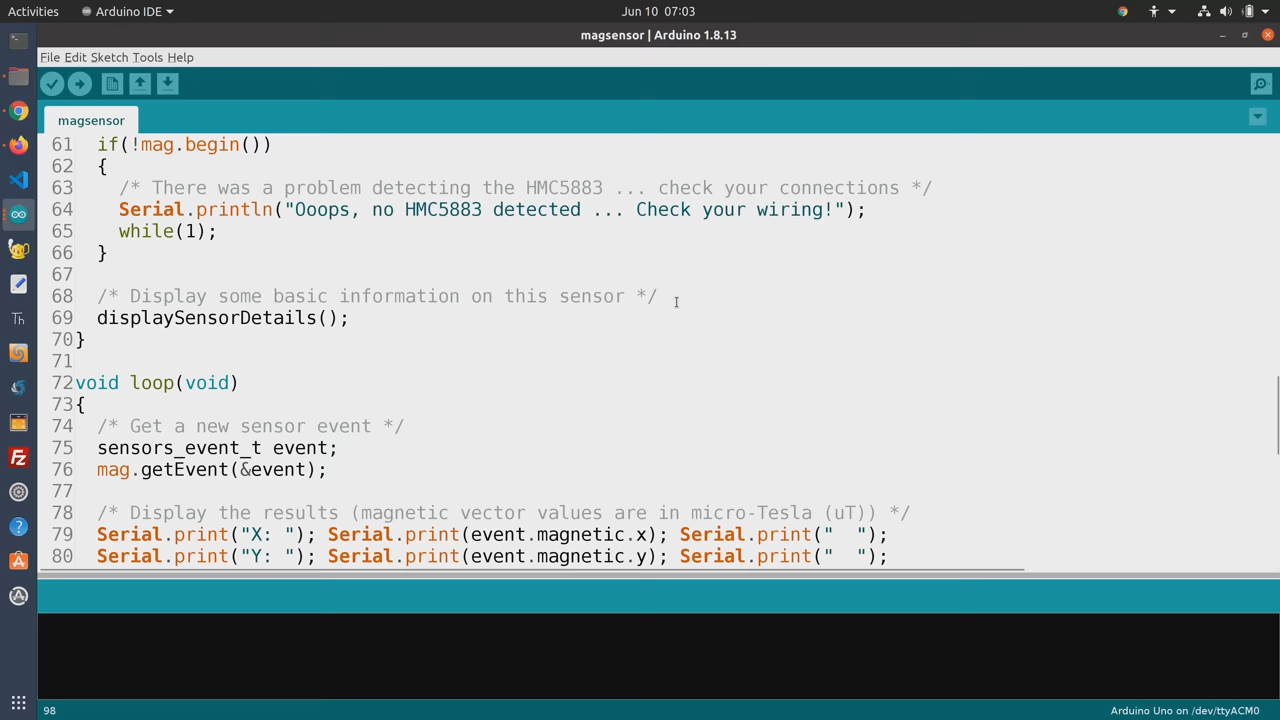 Activities
Arduino IDE
Jun 10 07:03
magsensor | Arduino 1.8.13
File Edit Sketch Tools Help
magsensor
61 if(!mag.begin())
62 {
63 /* There was a problem detecting the HMC5883 ... check your connections */
64 Serial.println("Ooops, no HMC5883 detected ... Check your wiring!");
65 while(1);
66 }
67
68 /* Display some basic information on this sensor */
69 displaySensorDetails();
70 }
71
72 void loop(void)
73 {
74 /* Get a new sensor event */
75 sensors_event_t event;
76 mag.getEvent(&event);
77
78 /* Display the results (magnetic vector values are in micro-Tesla (uT)) */
79 Serial.print("X: "); Serial.print(event.magnetic.x); Serial.print("  ");
80 Serial.print("Y: "); Serial.print(event.magnetic.y); Serial.print("  ");
Th
FZ
98
Arduino Uno on /dev/ttyACM0